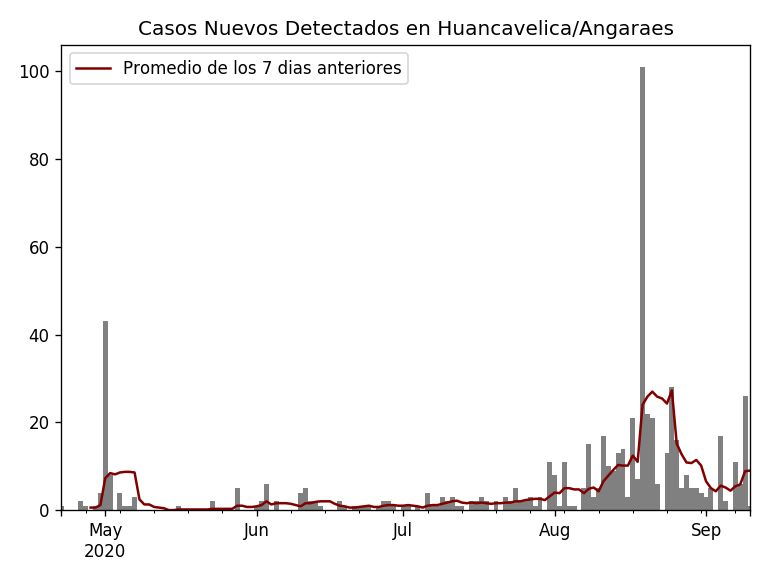 Casos Nuevos Detectados en Huancavelica/Angaraes
Promedio de los 7 dias anteriores
100
80
60
40
20
0
May Jun Jul Aug Sep
2020